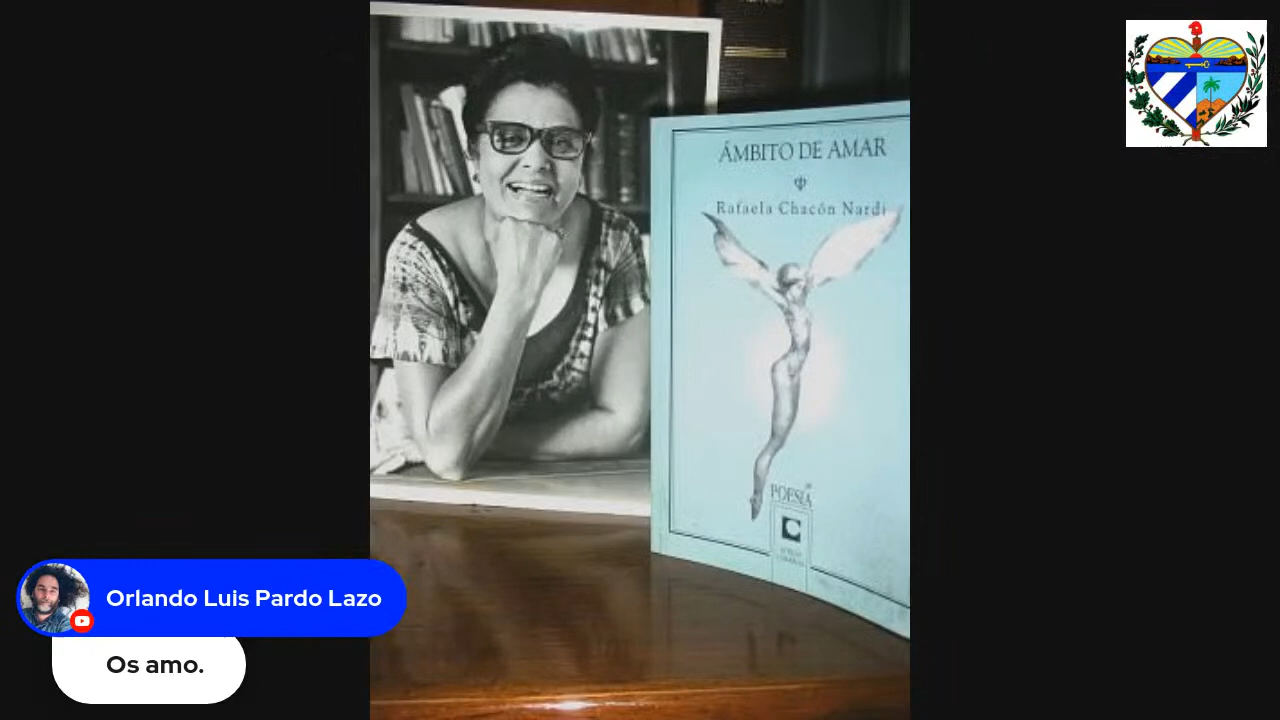 ÁMBITO DE AMAR
Rafaela Chacón Nardi
POESÍA
Orlando Luis Pardo Lazo
Os amo.